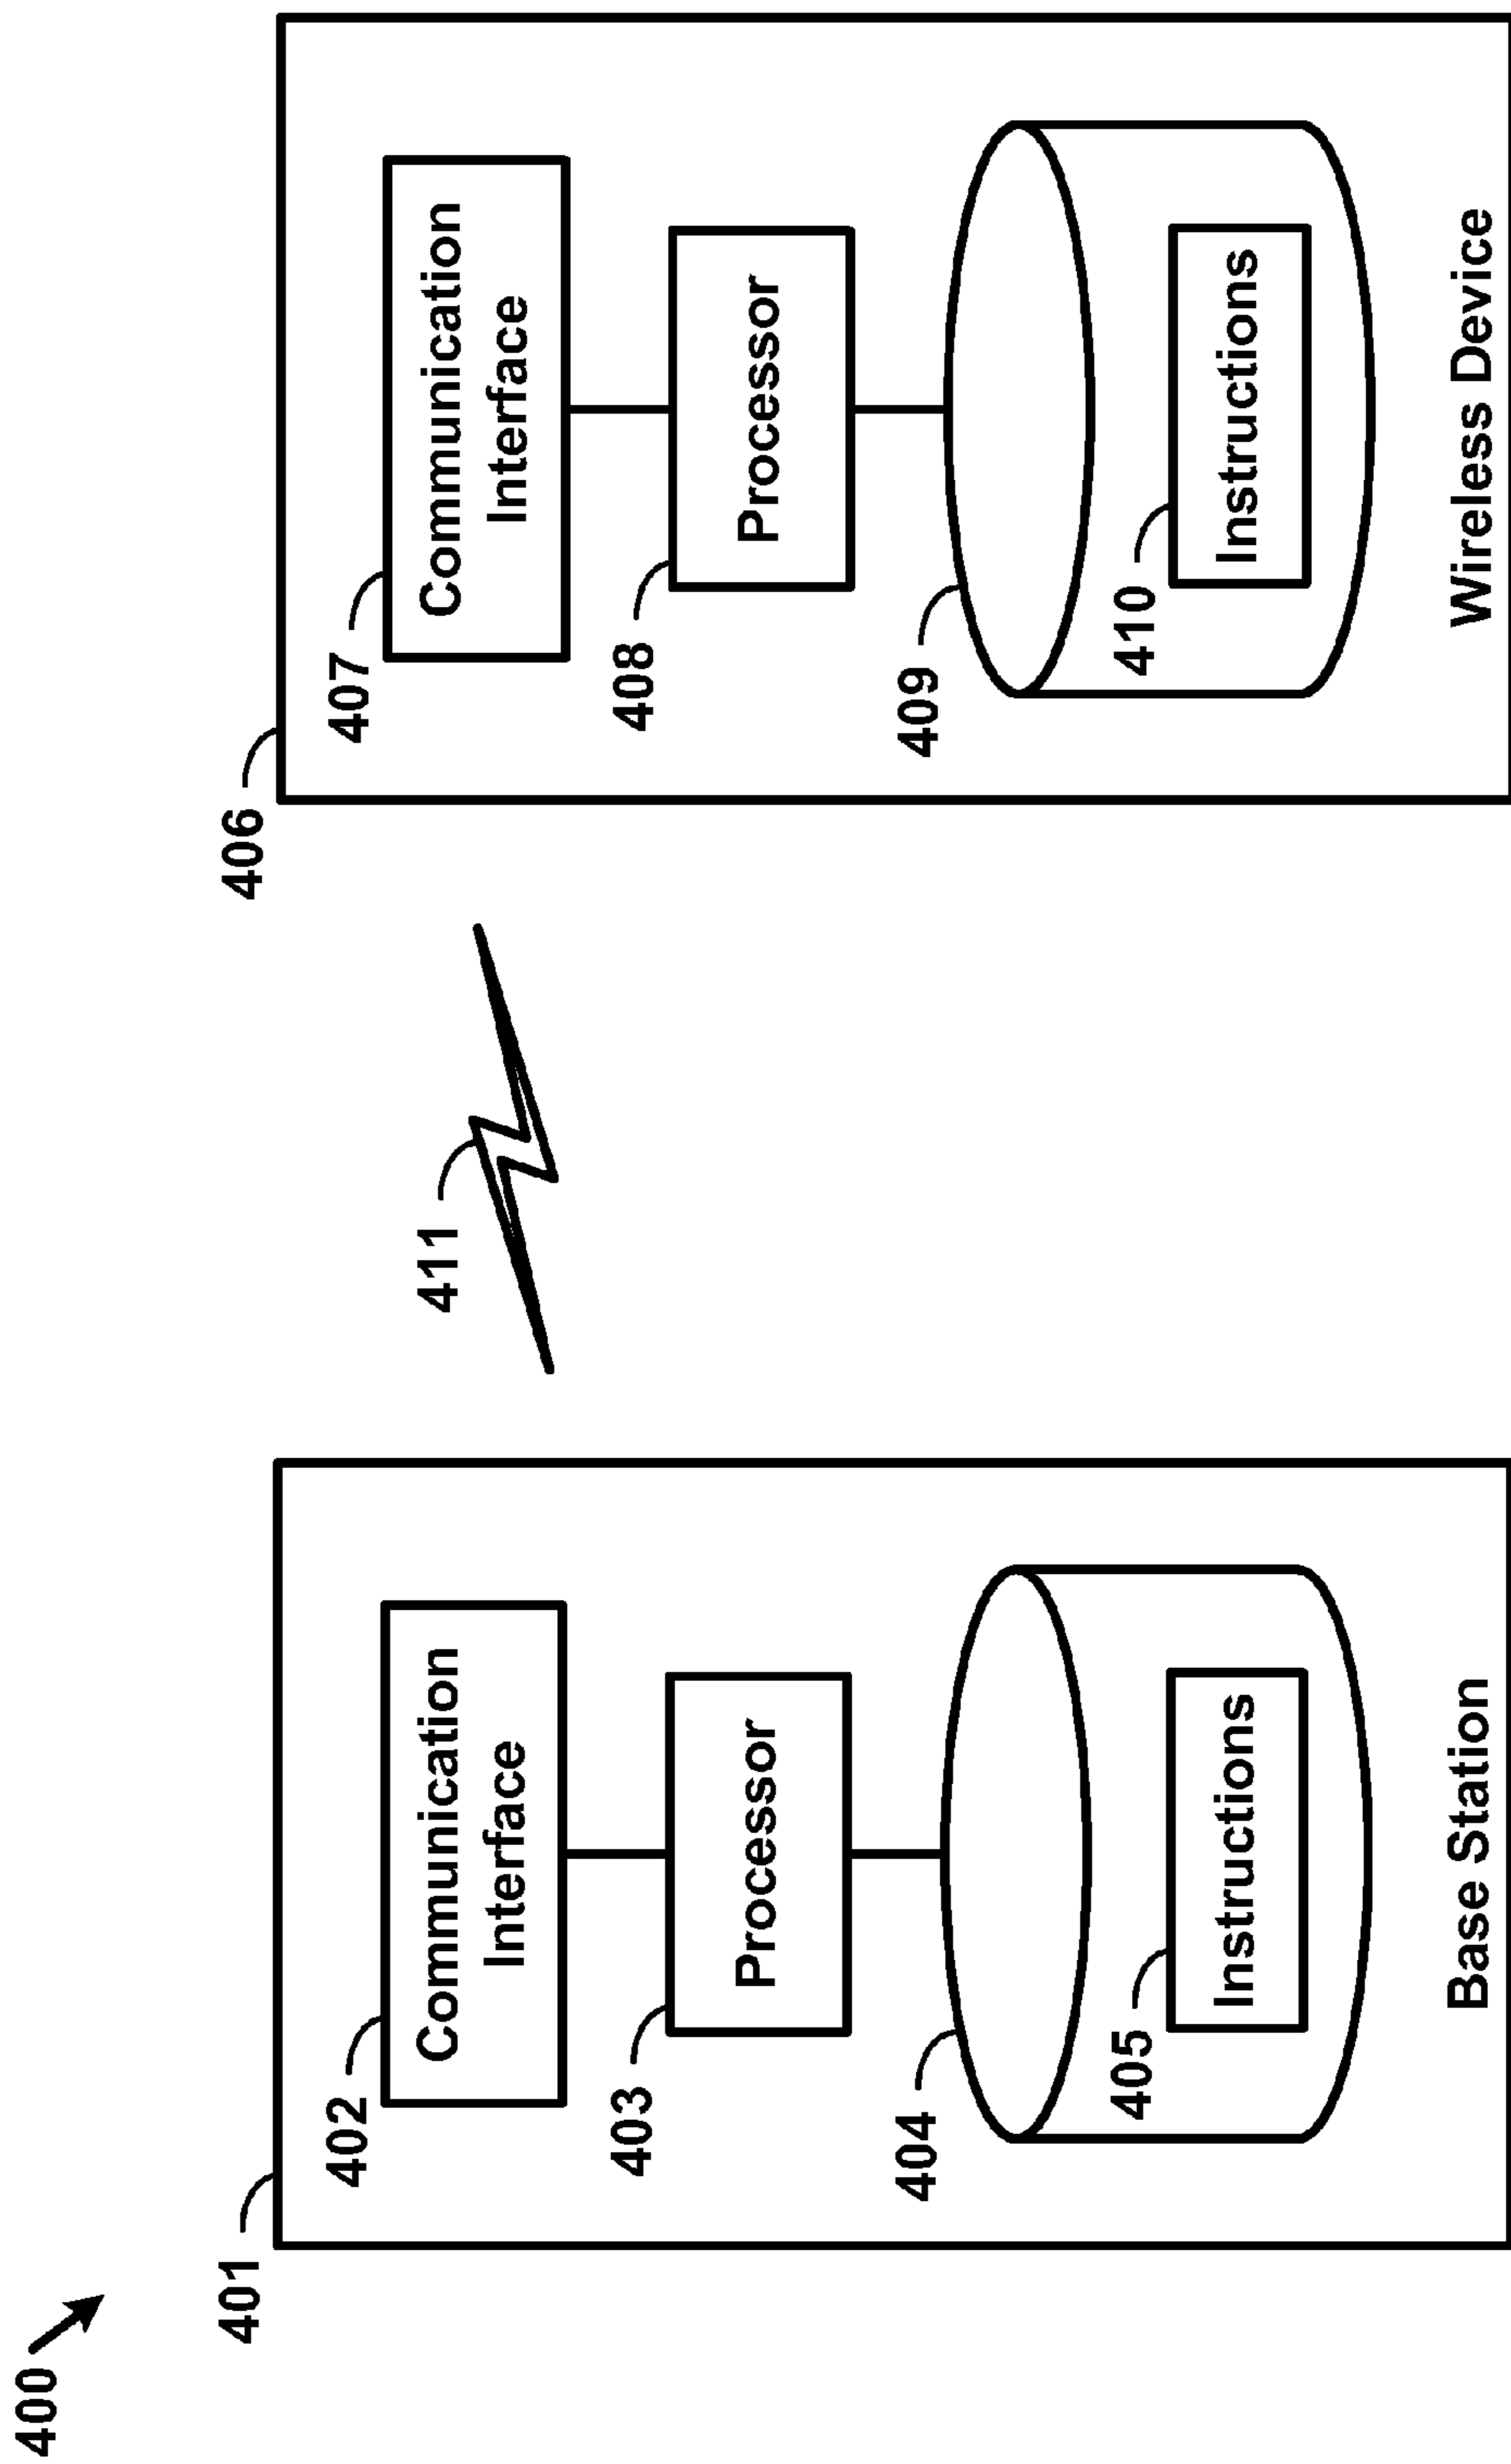 400
401
402
Communication
Interface
403
Processor
404
405
Instructions
Base Station
411
406
407
Communication
Interface
408
Processor
409
410
Instructions
Wireless Device